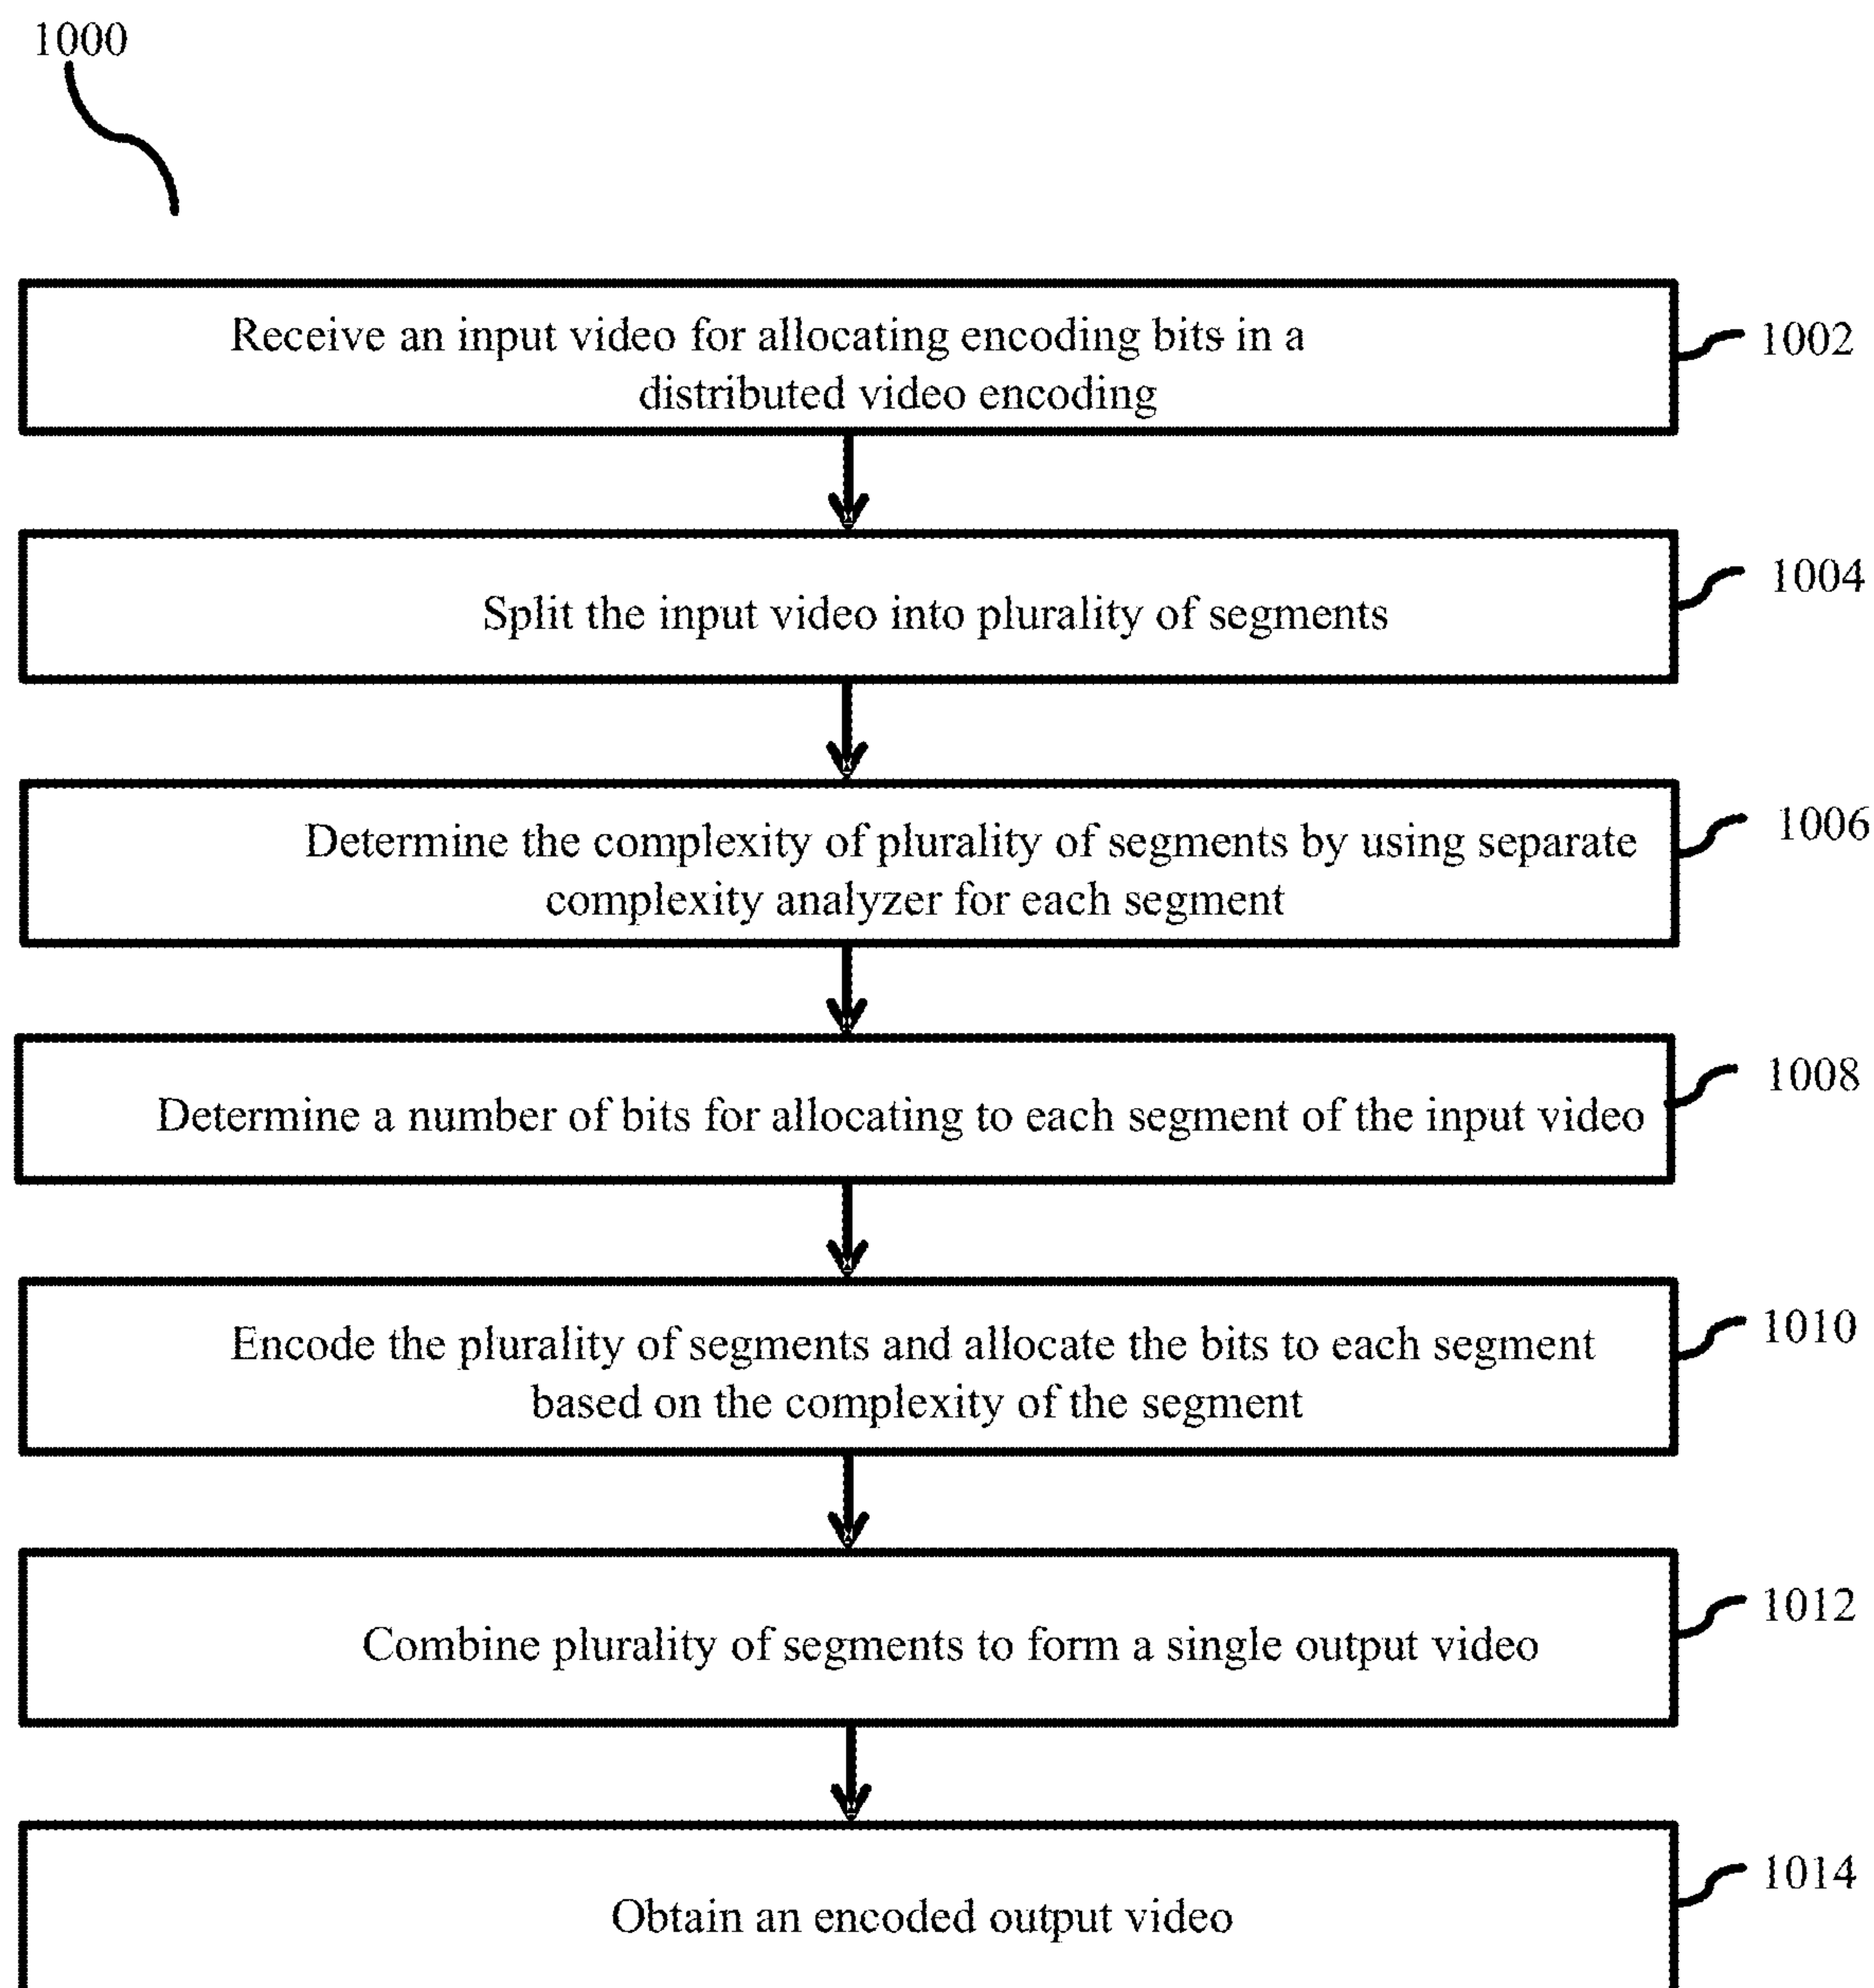 1000
Receive an input video for allocating encoding bits in a
distributed video encoding
1002
Split the input video into plurality of segments
1004
Determine the complexity of plurality of segments by using separate
complexity analyzer for each segment
1006
Determine a number of bits for allocating to each segment of the input video
1008
Encode the plurality of segments and allocate the bits to each segment
based on the complexity of the segment
1010
Combine plurality of segments to form a single output video
1012
Obtain an encoded output video
1014